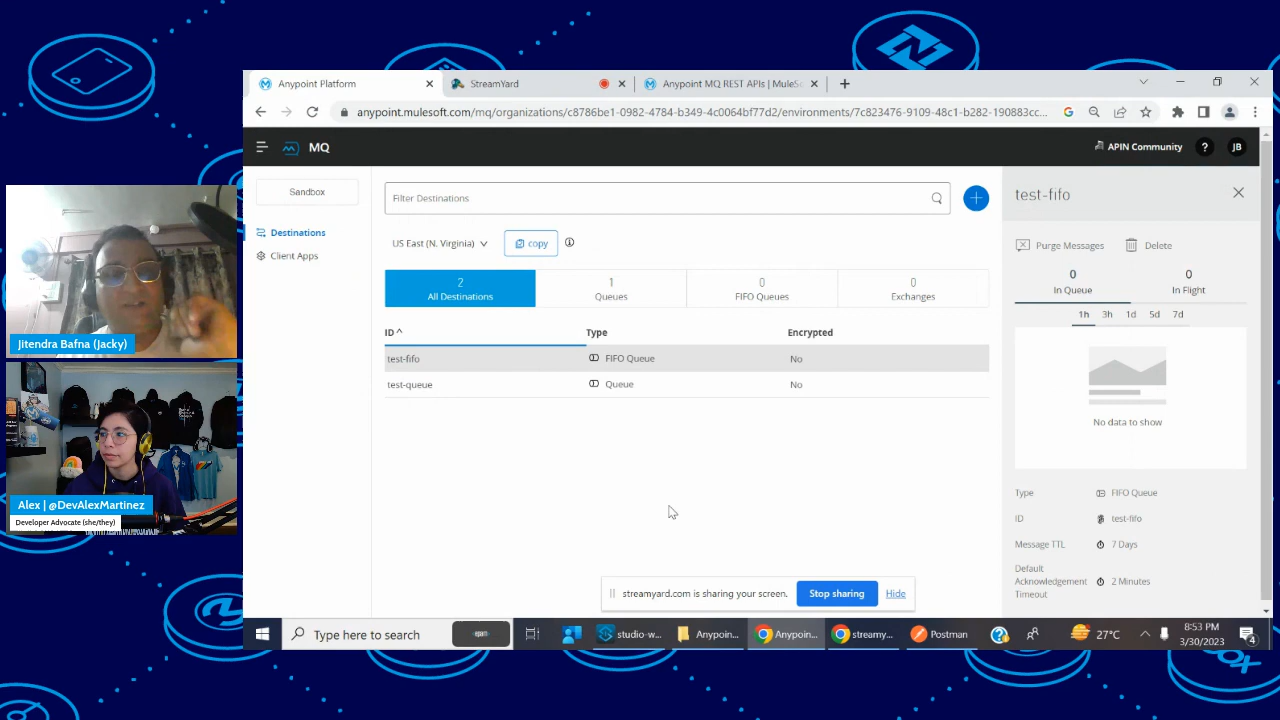 Anypoint Platform
StreamYard
Anypoint MQ REST APIs | MuleSo
anypoint.mulesoft.com/mq/organizations/c8786be1-0982-4784-b349-4c0064bf77d2/environments/7c823476-9109-48c1-b282-190883cc...
MQ
APIN Community
?
JB
Sandbox
Destinations
Client Apps
Filter Destinations
US East (N. Virginia)
copy
2
All Destinations
1
Queues
0
FIFO Queues
0
Exchanges
ID
Type
Encrypted
test-fifo
FIFO Queue
No
test-queue
Queue
No
test-fifo
Purge Messages
Delete
0
In Queue
0
In Flight
1h
3h
1d
5d
7d
No data to show
Type
FIFO Queue
ID
test-fifo
Message TTL
7 Days
Default
Acknowledgement
Timeout
2 Minutes
streamyard.com is sharing your screen.
Stop sharing
Hide
Type here to search
studio-w...
Anypoin...
Anypoin...
streamy...
Postman
27°C
8:53 PM
3/30/2023
4
Jitendra Bafna (Jacky)
Alex | @DevAlexMartinez
Developer Advocate (she/they)